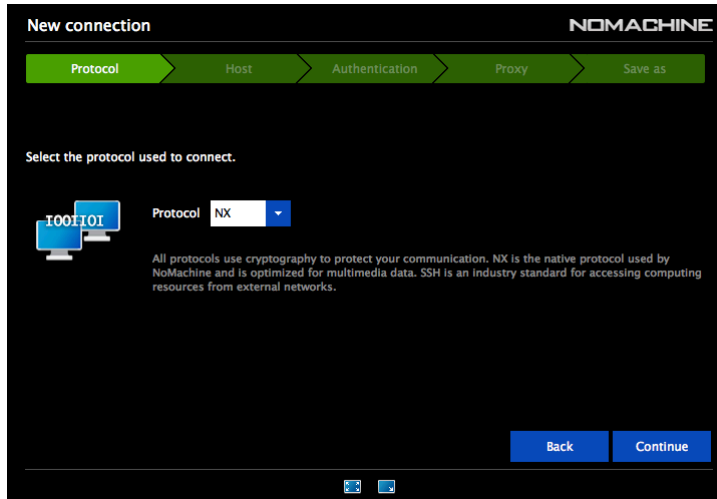 New connection
NOMACHINE
Protocol
Host
Authentication
Proxy
Save as
Select the protocol used to connect.
IOOIIOI
Protocol
NX
All protocols use cryptography to protect your communication. NX is the native protocol used by
NoMachine and is optimized for multimedia data. SSH is an industry standard for accessing computing
resources from external networks.
Back
Continue